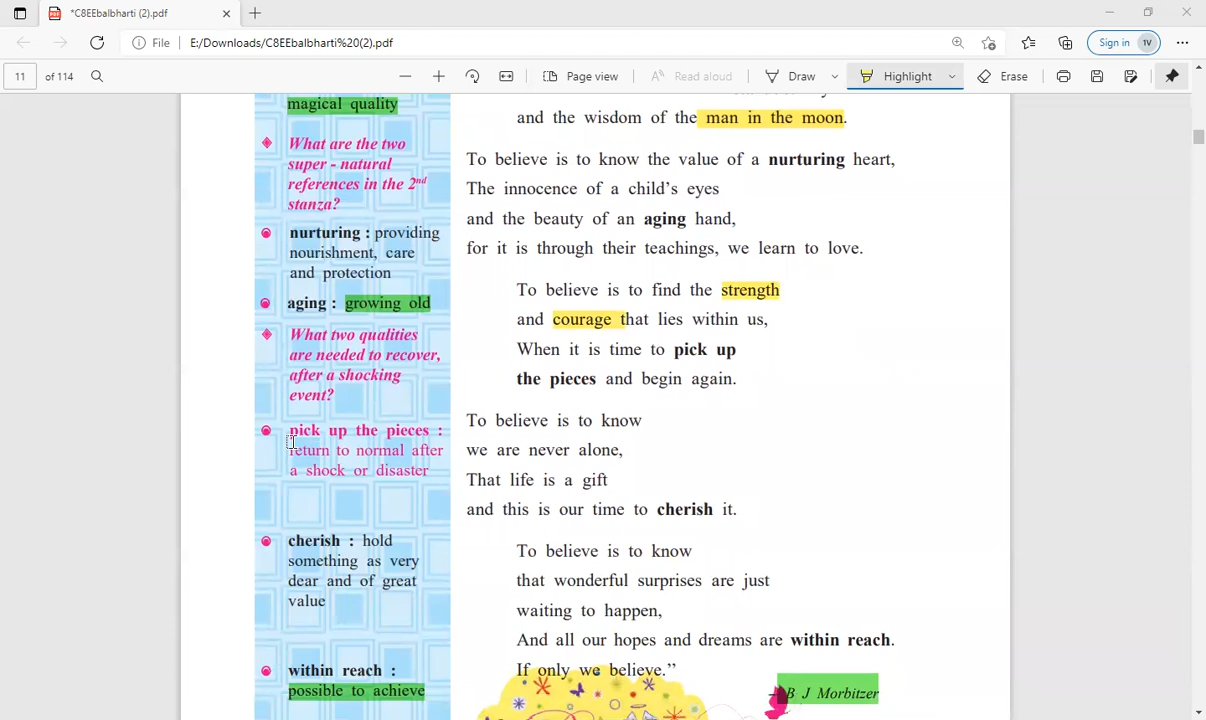 *C8EEbalbharti (2).pdf
File E:/Downloads/C8EEbalbharti%20(2).pdf Sign in TV
11 of 114 Page view Read aloud Draw Highlight Erase
magical quality
What are the two
super - natural
references in the 2nd
stanza?
nurturing : providing
nourishment, care
and protection
aging : growing old
What two qualities
are needed to recover,
after a shocking
event?
pick up the pieces :
return to normal after
a shock or disaster
cherish : hold
something as very
dear and of great
value
within reach :
possible to achieve
and the wisdom of the man in the moon.
To believe is to know the value of a nurturing heart,
The innocence of a child's eyes
and the beauty of an aging hand,
for it is through their teachings, we learn to love.
To believe is to find the strength
and courage that lies within us,
When it is time to pick up
the pieces and begin again.
To believe is to know
we are never alone,
That life is a gift
and this is our time to cherish it.
To believe is to know
that wonderful surprises are just
waiting to happen,
And all our hopes and dreams are within reach.
If only we believe."
B J Morbitzer